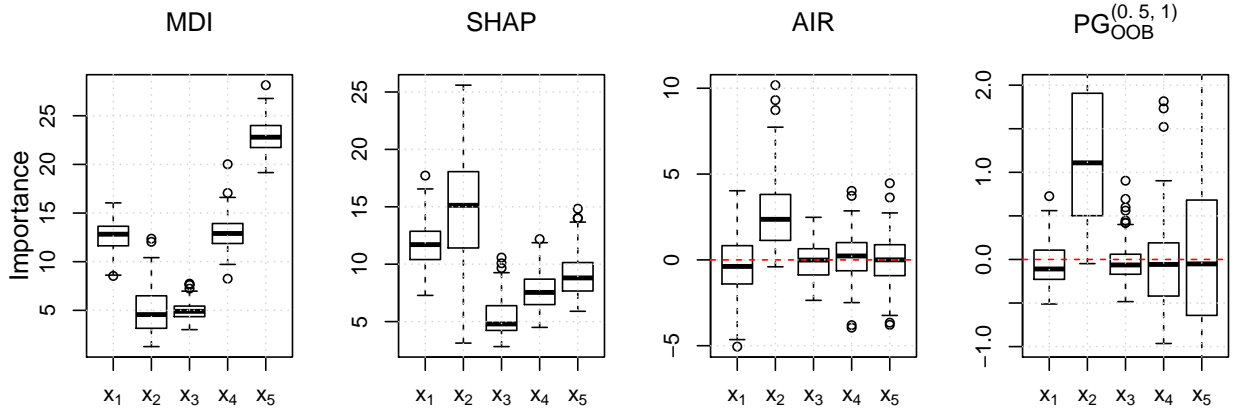 MDI
SHAP
AIR
PG_OOB^(0.5, 1)
Importance
25
20
15
10
5
x₁ x₂ x₃ x₄ x₅
25
20
15
10
5
x₁ x₂ x₃ x₄ x₅
10
5
0
−5
x₁ x₂ x₃ x₄ x₅
2.0
1.0
0.0
−1.0
x₁ x₂ x₃ x₄ x₅